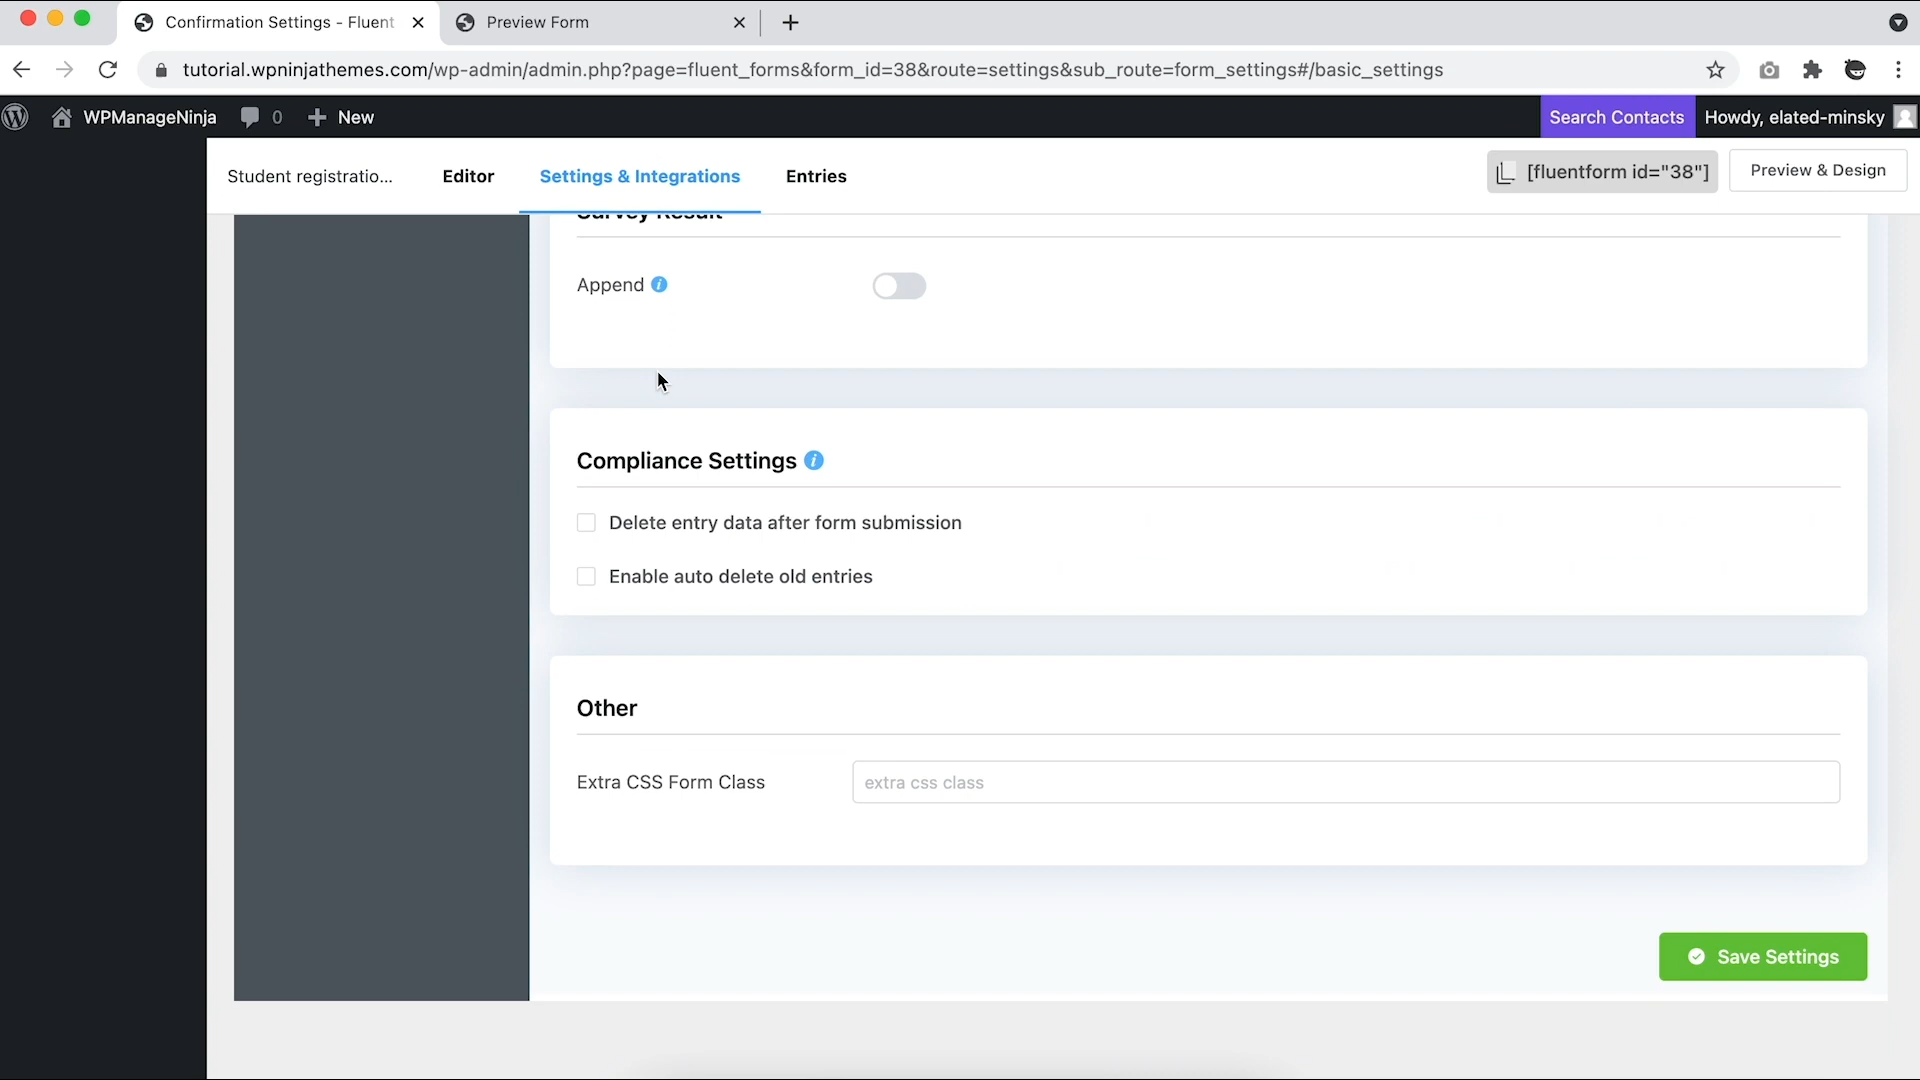 Confirmation Settings - Fluent
Preview Form
tutorial.wpninjathemes.com/wp-admin/admin.php?page=fluent_forms&form_id=38&route=settings&sub_route=form_settings#/basic_settings
WPManageNinja
0
New
Search Contacts
Howdy, elated-minsky
Student registratio...
Editor
Settings & Integrations
Entries
[fluentform id="38"]
Preview & Design
Survey Result
Append
Compliance Settings
Delete entry data after form submission
Enable auto delete old entries
Other
Extra CSS Form Class
extra css class
Save Settings